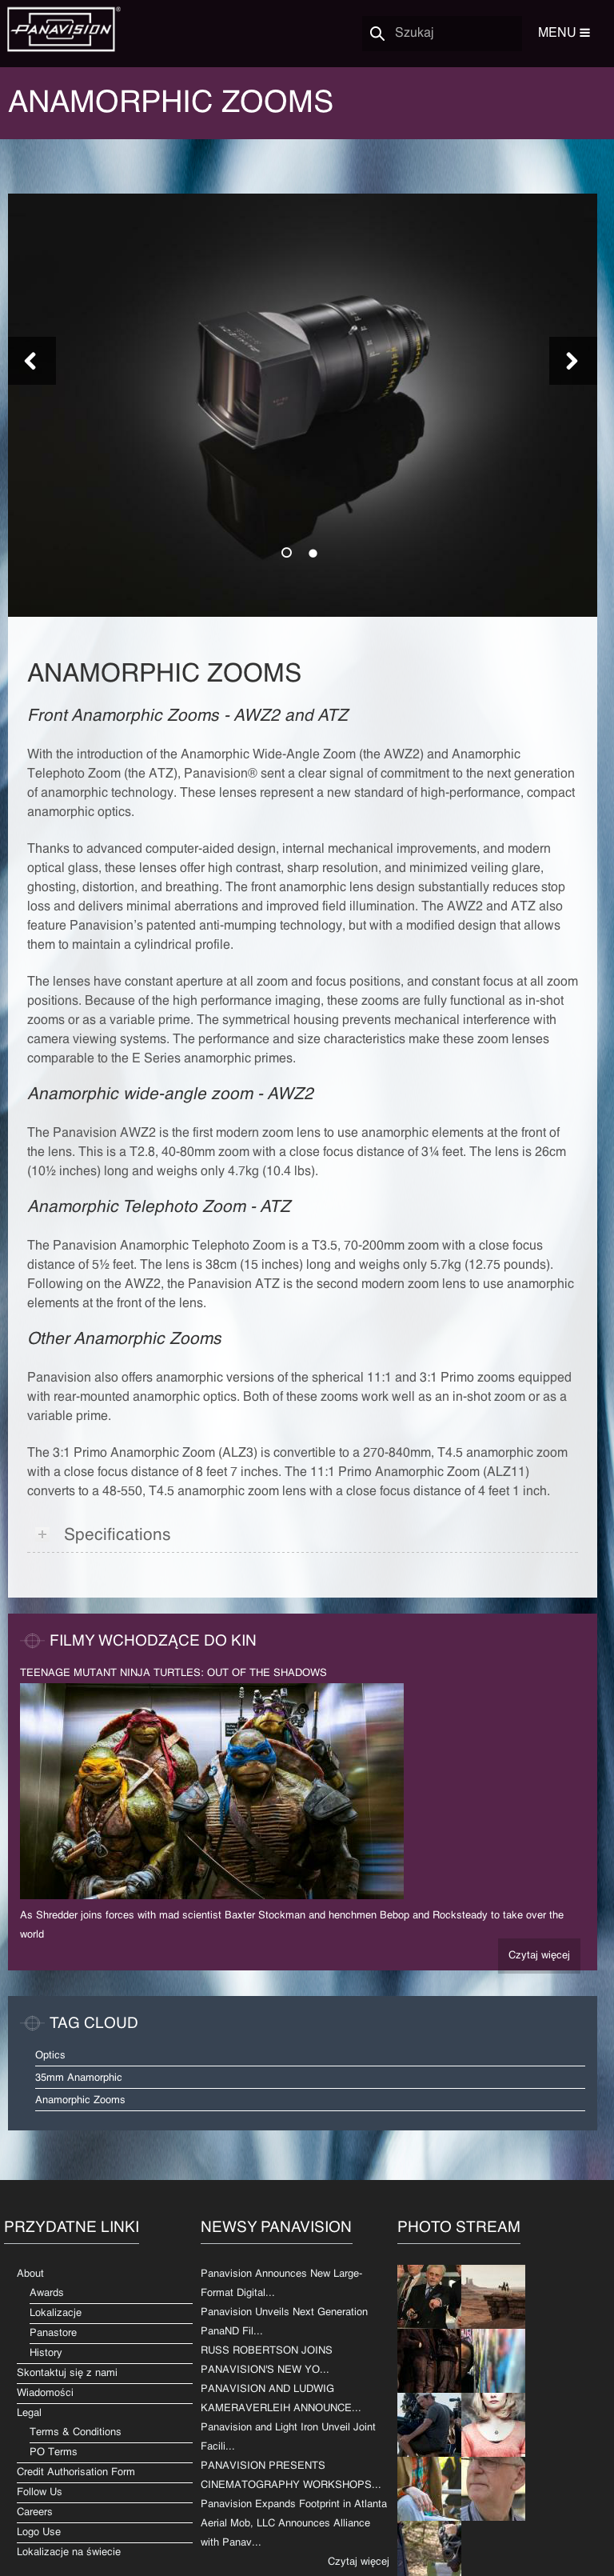 PANAVISION®
Szukaj
MENU
ANAMORPHIC ZOOMS
ANAMORPHIC ZOOMS
Front Anamorphic Zooms - AWZ2 and ATZ
With the introduction of the Anamorphic Wide-Angle Zoom (the AWZ2) and Anamorphic
Telephoto Zoom (the ATZ), Panavision® sent a clear signal of commitment to the next generation
of anamorphic technology. These lenses represent a new standard of high-performance, compact
anamorphic optics.
Thanks to advanced computer-aided design, internal mechanical improvements, and modern
optical glass, these lenses offer high contrast, sharp resolution, and minimized veiling glare,
ghosting, distortion, and breathing. The front anamorphic lens design substantially reduces stop
loss and delivers minimal aberrations and improved field illumination. The AWZ2 and ATZ also
feature Panavision's patented anti-mumping technology, but with a modified design that allows
them to maintain a cylindrical profile.
The lenses have constant aperture at all zoom and focus positions, and constant focus at all zoom
positions. Because of the high performance imaging, these zooms are fully functional as in-shot
zooms or as a variable prime. The symmetrical housing prevents mechanical interference with
camera viewing systems. The performance and size characteristics make these zoom lenses
comparable to the E Series anamorphic primes.
Anamorphic wide-angle zoom - AWZ2
The Panavision AWZ2 is the first modern zoom lens to use anamorphic elements at the front of
the lens. This is a T2.8, 40-80mm zoom with a close focus distance of 3¼ feet. The lens is 26cm
(10½ inches) long and weighs only 4.7kg (10.4 lbs).
Anamorphic Telephoto Zoom - ATZ
The Panavision Anamorphic Telephoto Zoom is a T3.5, 70-200mm zoom with a close focus
distance of 5½ feet. The lens is 38cm (15 inches) long and weighs only 5.7kg (12.75 pounds).
Following on the AWZ2, the Panavision ATZ is the second modern zoom lens to use anamorphic
elements at the front of the lens.
Other Anamorphic Zooms
Panavision also offers anamorphic versions of the spherical 11:1 and 3:1 Primo zooms equipped
with rear-mounted anamorphic optics. Both of these zooms work well as an in-shot zoom or as a
variable prime.
The 3:1 Primo Anamorphic Zoom (ALZ3) is convertible to a 270-840mm, T4.5 anamorphic zoom
with a close focus distance of 8 feet 7 inches. The 11:1 Primo Anamorphic Zoom (ALZ11)
converts to a 48-550, T4.5 anamorphic zoom lens with a close focus distance of 4 feet 1 inch.
+ Specifications
FILMY WCHODZĄCE DO KIN
TEENAGE MUTANT NINJA TURTLES: OUT OF THE SHADOWS
As Shredder joins forces with mad scientist Baxter Stockman and henchmen Bebop and Rocksteady to take over the
world
Czytaj więcej
TAG CLOUD
Optics
35mm Anamorphic
Anamorphic Zooms
PRZYDATNE LINKI
About
Awards
Lokalizacje
Panastore
History
Skontaktuj się z nami
Wiadomości
Legal
Terms & Conditions
PO Terms
Credit Authorisation Form
Follow Us
Careers
Logo Use
Lokalizacje na świecie
NEWSY PANAVISION
Panavision Announces New Large-
Format Digital...
Panavision Unveils Next Generation
PanaND Fil...
RUSS ROBERTSON JOINS
PANAVISION'S NEW YO...
PANAVISION AND LUDWIG
KAMERAVERLEIH ANNOUNCE...
Panavision and Light Iron Unveil Joint
Facili...
PANAVISION PRESENTS
CINEMATOGRAPHY WORKSHOPS...
Panavision Expands Footprint in Atlanta
Aerial Mob, LLC Announces Alliance
with Panav...
Czytaj więcej
PHOTO STREAM